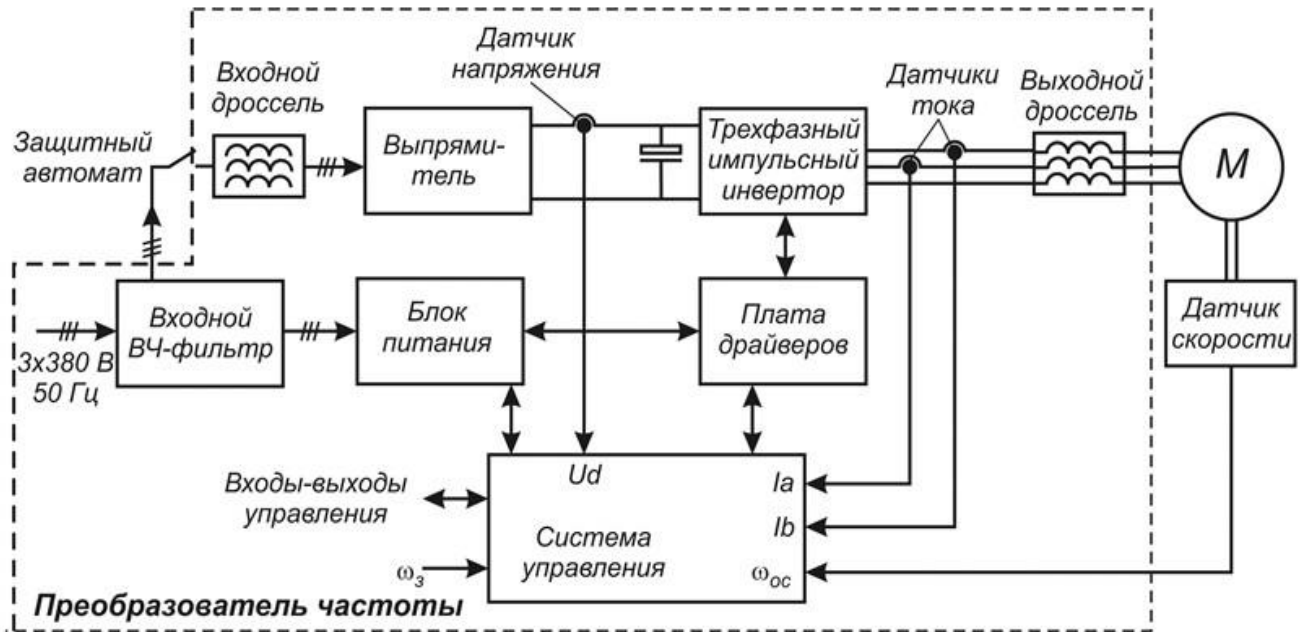 Датчик
напряжения
Входной
дроссель
Датчики
тока
Выходной
дроссель
Защитный
автомат
Выпрями-
тель
Трехфазный
импульсный
инвертор
М
Входной
ВЧ-фильтр
3x380 В
50 Гц
Блок
питания
Плата
драйверов
Датчик
скорости
Входы-выходы
управления
Ud
Ia
Ib
Система
управления
ωз
ωос
Преобразователь частоты